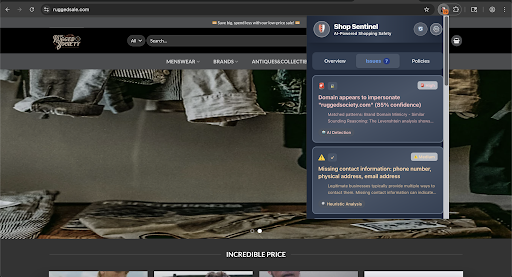 ruggedsale.com
Big, spend less with our low price sale!
RUGGED
SOCIETY
All
Search...
MENSWEAR
BRANDS
ANTIQUES&COLLECTIE
INCREDIBLE PRICE
Shop Sentinel
AI-Powered Shopping Safety
Overview
Issues 7
Policies
Domain appears to impersonate
"ruggedsociety.com" (85% confidence)
Matched patterns: Brand Domain Mimicry - Similar
Sounding Reasoning: The Levenshtein analysis shows...
AI Detection
Missing contact information: phone number,
physical address, email address
Legitimate businesses typically provide multiple ways to
contact them. Missing contact information can indicate...
Heuristic Analysis